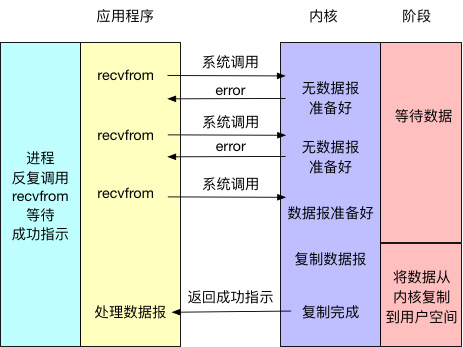 应用程序
内核
阶段
进程
反复调用
recvfrom
等待
成功指示
recvfrom
系统调用
error
无数据报
准备好
recvfrom
系统调用
error
无数据报
准备好
recvfrom
系统调用
数据报准备好
复制数据报
处理数据报
返回成功指示
复制完成
等待数据
将数据从
内核复制
到用户空间